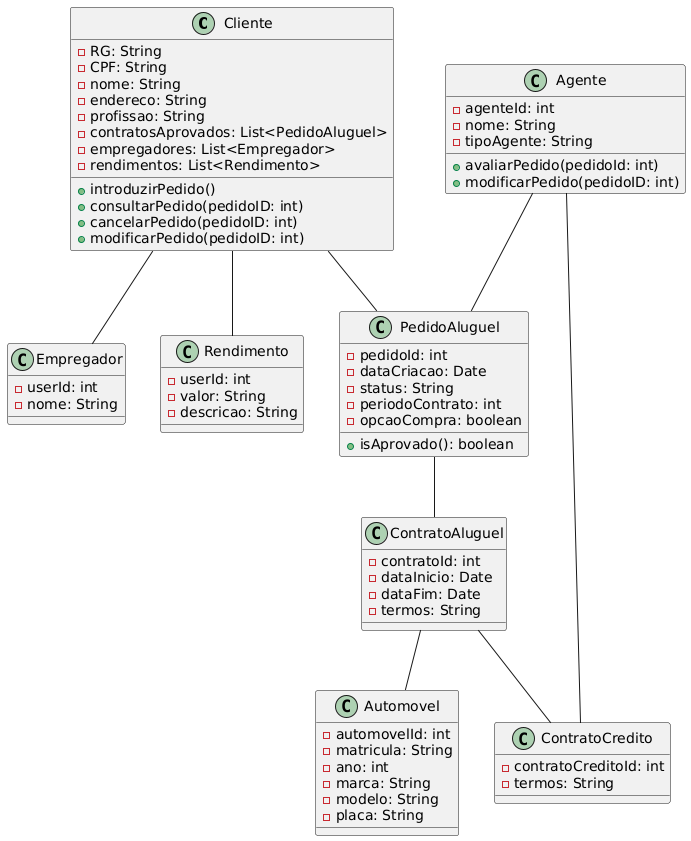 C Cliente
RG: String
CPF: String
nome: String
endereco: String
profissao: String
contratosAprovados: List<PedidoAluguel>
empregadores: List<Empregador>
rendimentos: List<Rendimento>
introduzirPedido()
consultarPedido(pedidoID: int)
cancelarPedido(pedidoID: int)
modificarPedido(pedidoID: int)
C Agente
agenteId: int
nome: String
tipoAgente: String
avaliarPedido(pedidoId: int)
modificarPedido(pedidoID: int)
C Empregador
userId: int
nome: String
C Rendimento
userId: int
valor: String
descricao: String
C PedidoAluguel
pedidoId: int
dataCriacao: Date
status: String
periodoContrato: int
opcaoCompra: boolean
isAprovado(): boolean
C ContratoAluguel
contratoId: int
dataInicio: Date
dataFim: Date
termos: String
C Automovel
automovelId: int
matricula: String
ano: int
marca: String
modelo: String
placa: String
C ContratoCredito
contratoCreditoId: int
termos: String